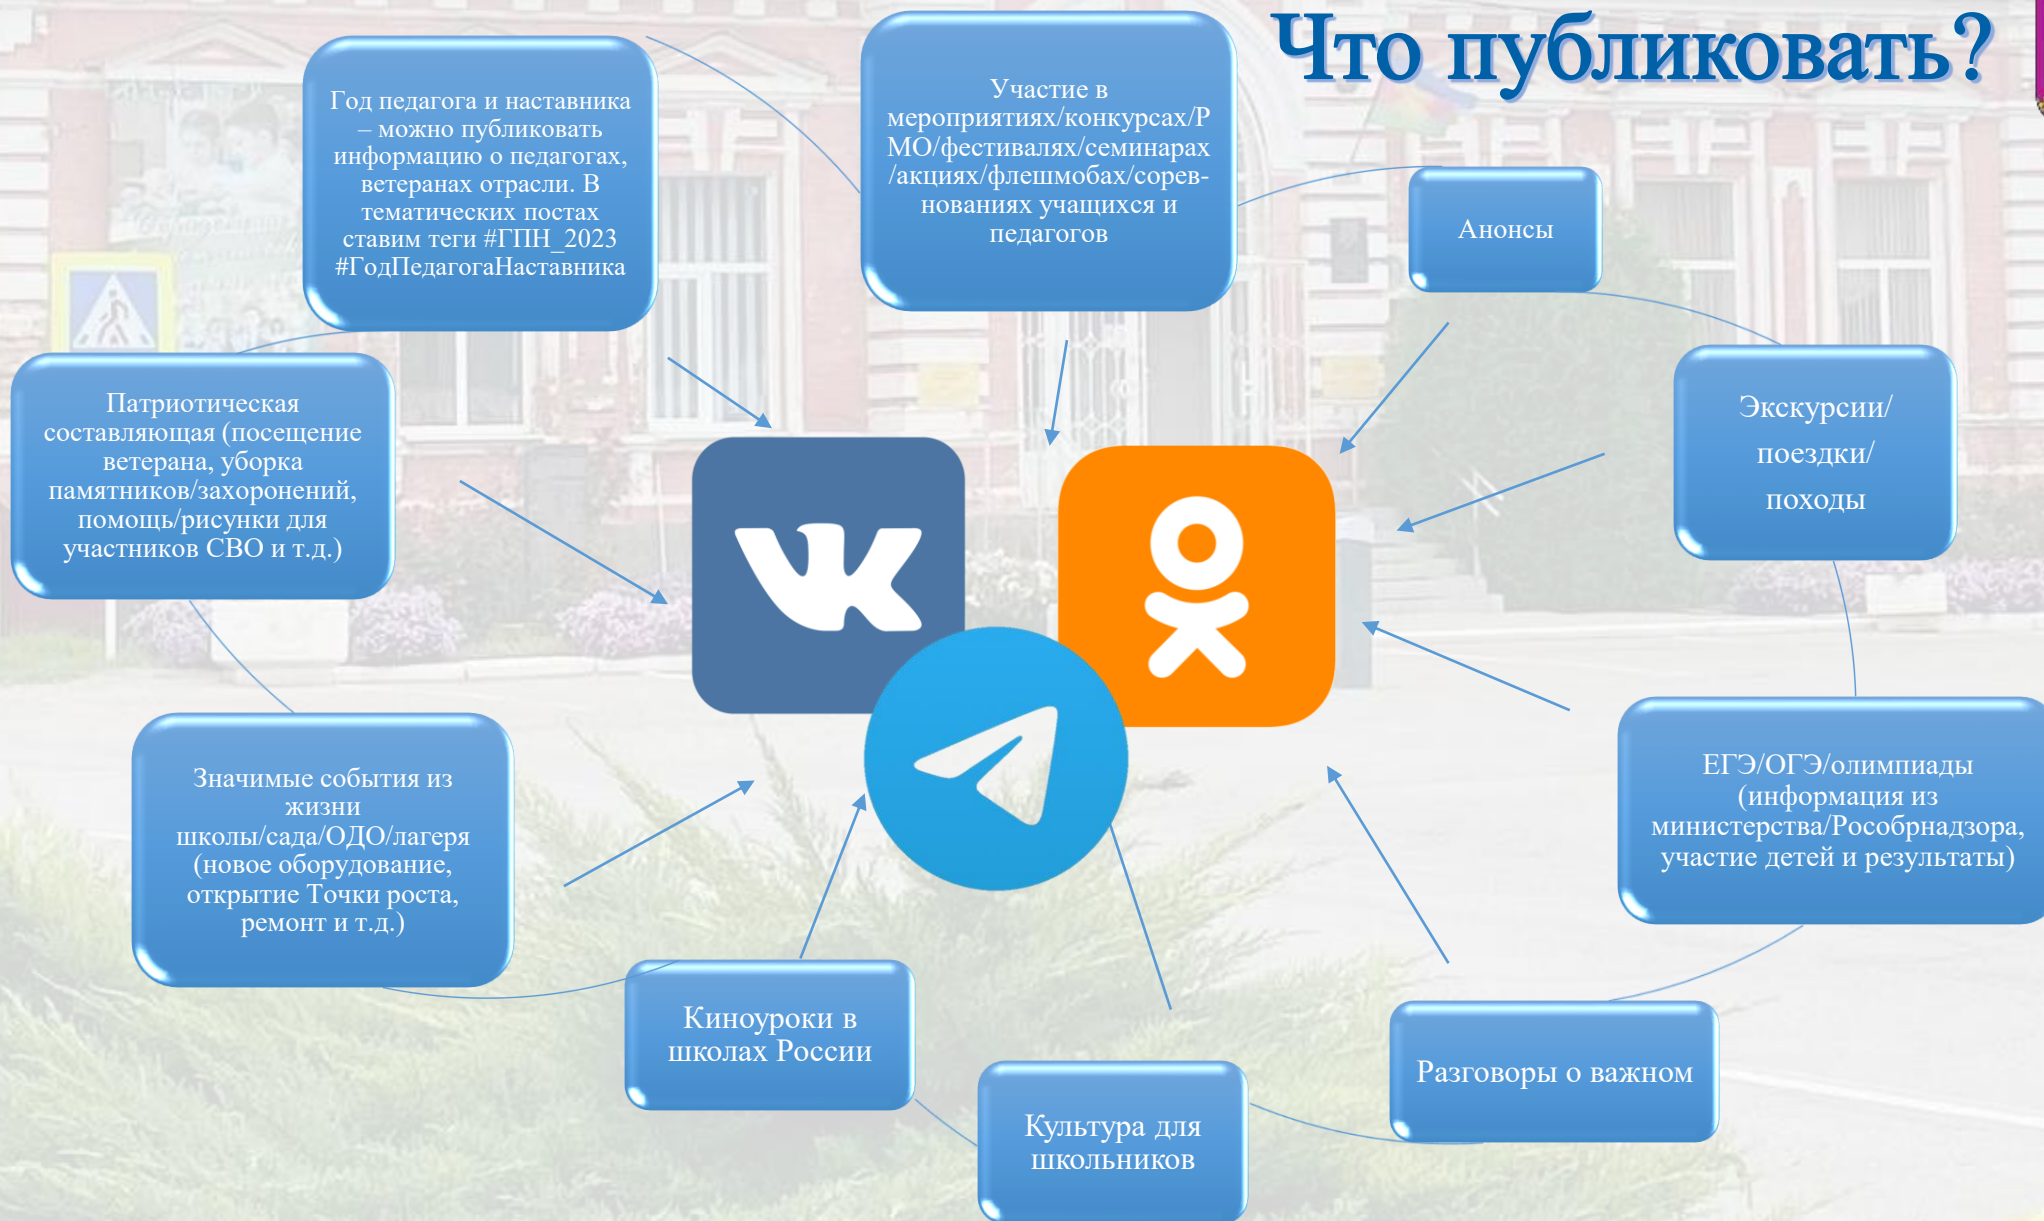 Что публиковать?
Год педагога и наставника
– можно публиковать
информацию о педагогах,
ветеранах отрасли. В
тематических постах
ставим теги #ГПН_2023
#ГодПедагогаНаставника
Участие в
мероприятиях/конкурсах/Р
МО/фестивалях/семинарах
/акциях/флешмобах/сорев-
нованиях учащихся и
педагогов
Анонсы
Экскурсии/
поездки/
походы
ЕГЭ/ОГЭ/олимпиады
(информация из
министерства/Рособрнадзора,
участие детей и результаты)
Разговоры о важном
Культура для
школьников
Киноуроки в
школах России
Значимые события из
жизни
школы/сада/ОДО/лагеря
(новое оборудование,
открытие Точки роста,
ремонт и т.д.)
Патриотическая
составляющая (посещение
ветерана, уборка
памятников/захоронений,
помощь/рисунки для
участников СВО и т.д.)